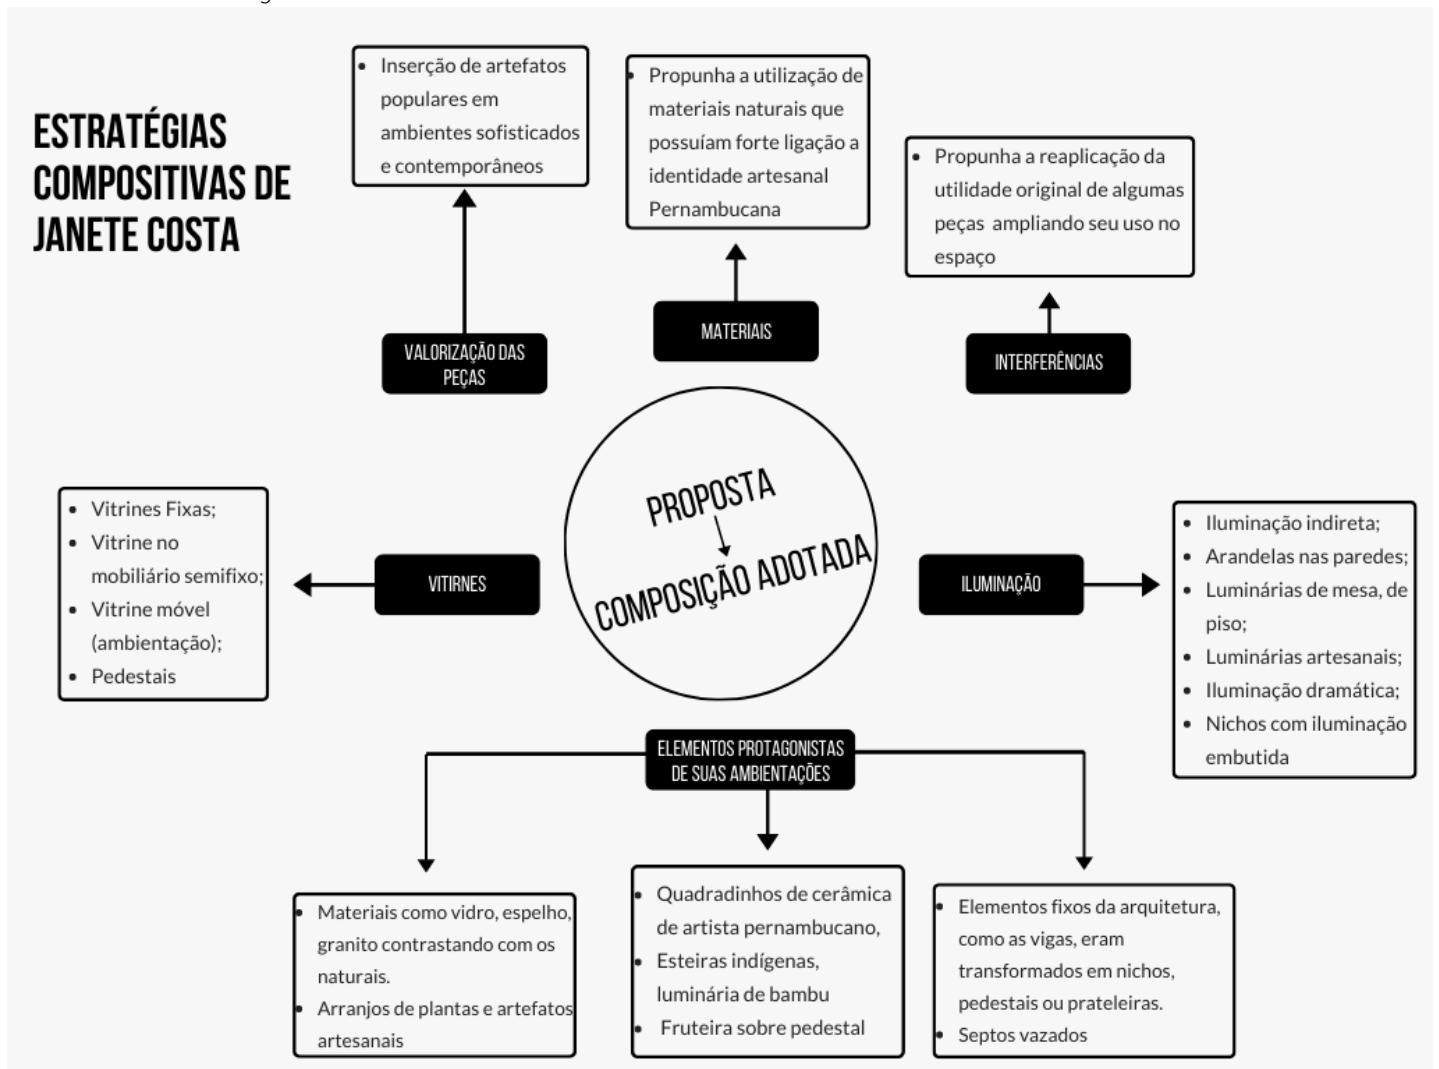 ESTRATÉGIAS
COMPOSITIVAS DE
JANETE COSTA
• Inserção de artefatos
populares em
ambientes sofisticados
e contemporâneos
• Propunha a utilização de
materiais naturais que
possuíam forte ligação a
identidade artesanal
Pernambucana
• Propunha a reaplicação da
utilidade original de algumas
peças ampliando seu uso no
espaço
VALORIZAÇÃO DAS
PEÇAS
MATERIAIS
INTERFERÊNCIAS
PROPOSTA
COMPOSIÇÃO ADOTADA
• Vitrines Fixas;
• Vitrine no
mobiliário semifixo;
• Vitrine móvel
(ambientação);
• Pedestais
VITIRNES
ILUMINAÇÃO
• Iluminação indireta;
• Arandelas nas paredes;
• Luminárias de mesa, de
piso;
• Luminárias artesanais;
• Iluminação dramática;
• Nichos com iluminação
embutida
ELEMENTOS PROTAGONISTAS
DE SUAS AMBIENTAÇÕES
• Materiais como vidro, espelho,
granito contrastando com os
naturais.
• Arranjos de plantas e artefatos
artesanais
• Quadradinhos de cerâmica
de artista pernambucano,
• Esteiras indígenas,
luminária de bambu
• Fruteira sobre pedestal
• Elementos fixos da arquitetura,
como as vigas, eram
transformados em nichos,
pedestais ou prateleiras.
• Septos vazados